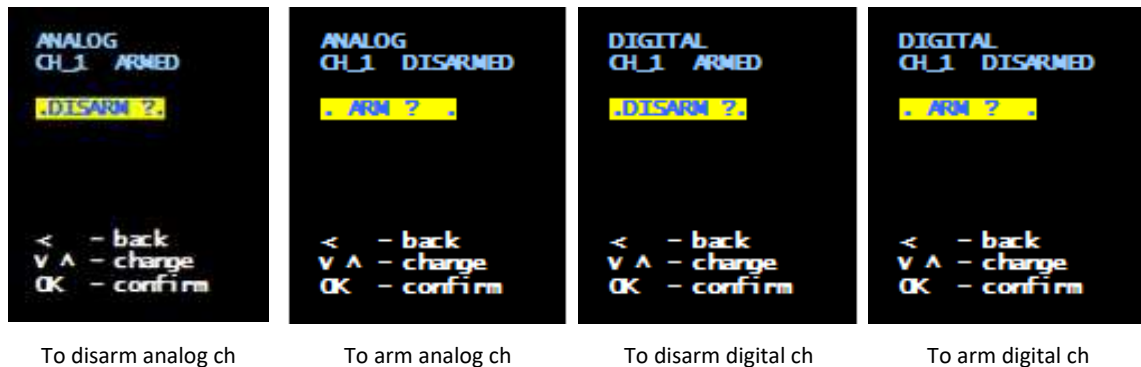 ANALOG
CH_1 ARMED
.DISARM ?.
< - back
v ʌ - change
OK - confirm
To disarm analog ch
ANALOG
CH_1 DISARMED
. ARM ? .
< - back
v ʌ - change
OK - confirm
To arm analog ch
DIGITAL
CH_1 ARMED
.DISARM ?.
< - back
v ʌ - change
OK - confirm
To disarm digital ch
DIGITAL
CH_1 DISARMED
. ARM ? .
< - back
v ʌ - change
OK - confirm
To arm digital ch